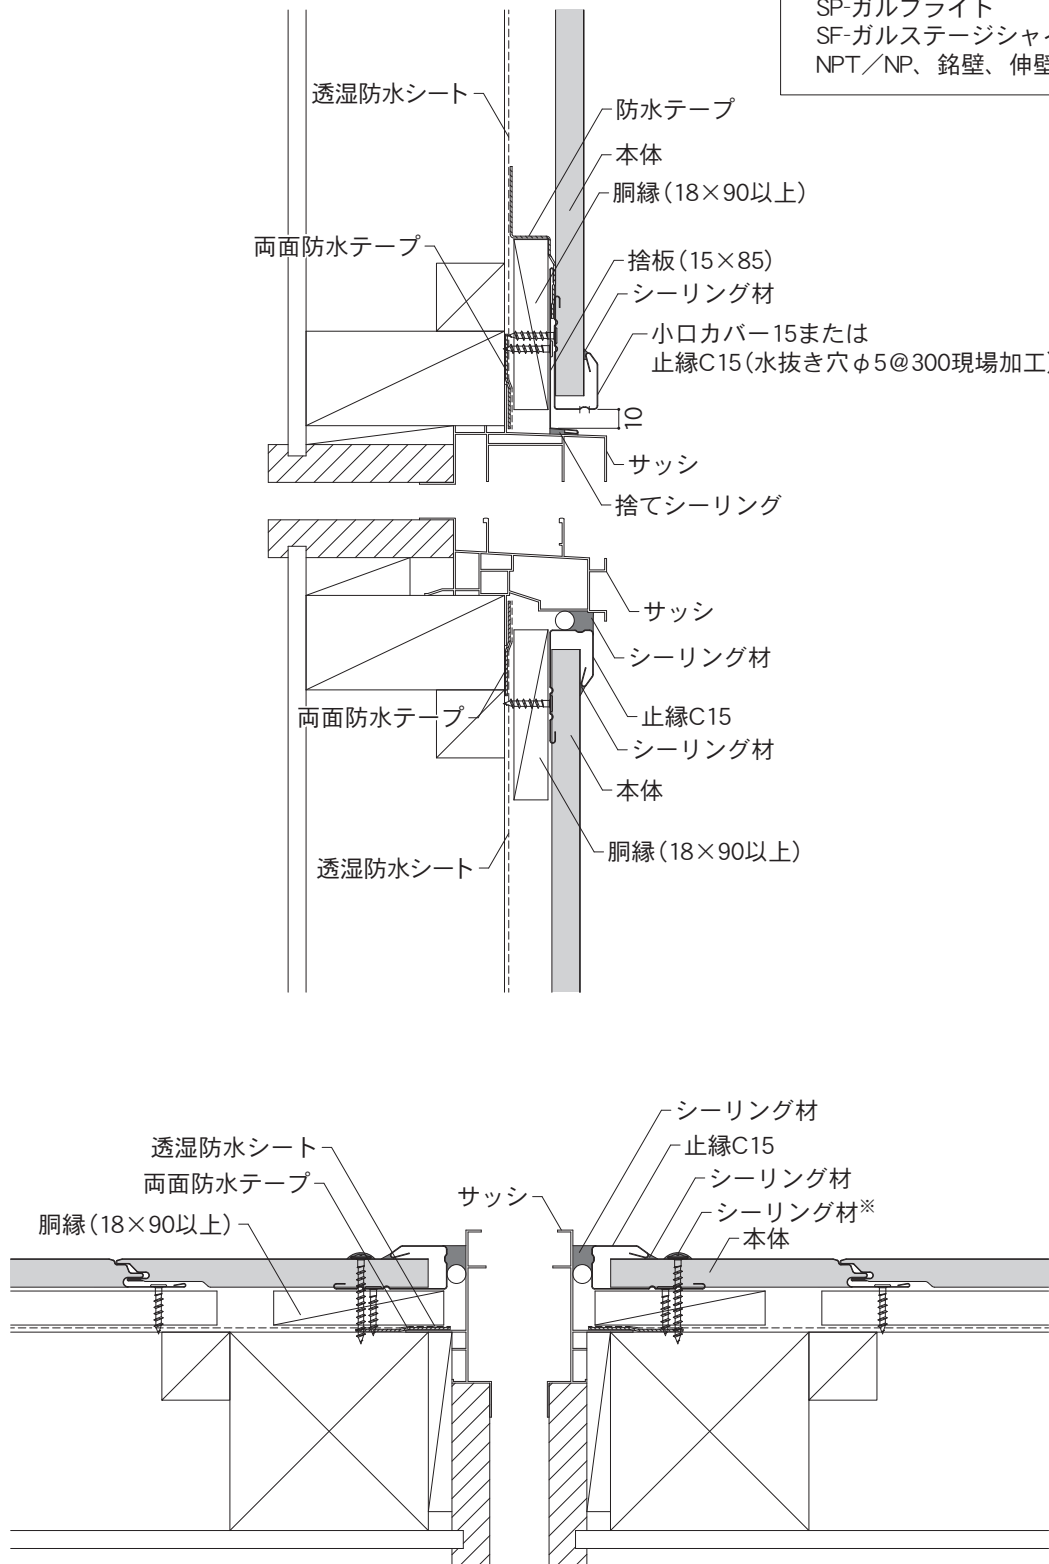 SP-ガルブライト
SF-ガルステージシャイ
NPT／NP、銘壁、伸壁
透湿防水シート
防水テープ
本体
胴縁（18×90以上）
両面防水テープ
捨板（15×85）
シーリング材
小口カバー15または
止縁C15（水抜き穴φ5@300現場加工）
10
サッシ
捨てシーリング
サッシ
シーリング材
両面防水テープ
止縁C15
シーリング材
本体
胴縁（18×90以上）
透湿防水シート
シーリング材
透湿防水シート
止縁C15
両面防水テープ
シーリング材
サッシ
胴縁（18×90以上）
シーリング材※
本体